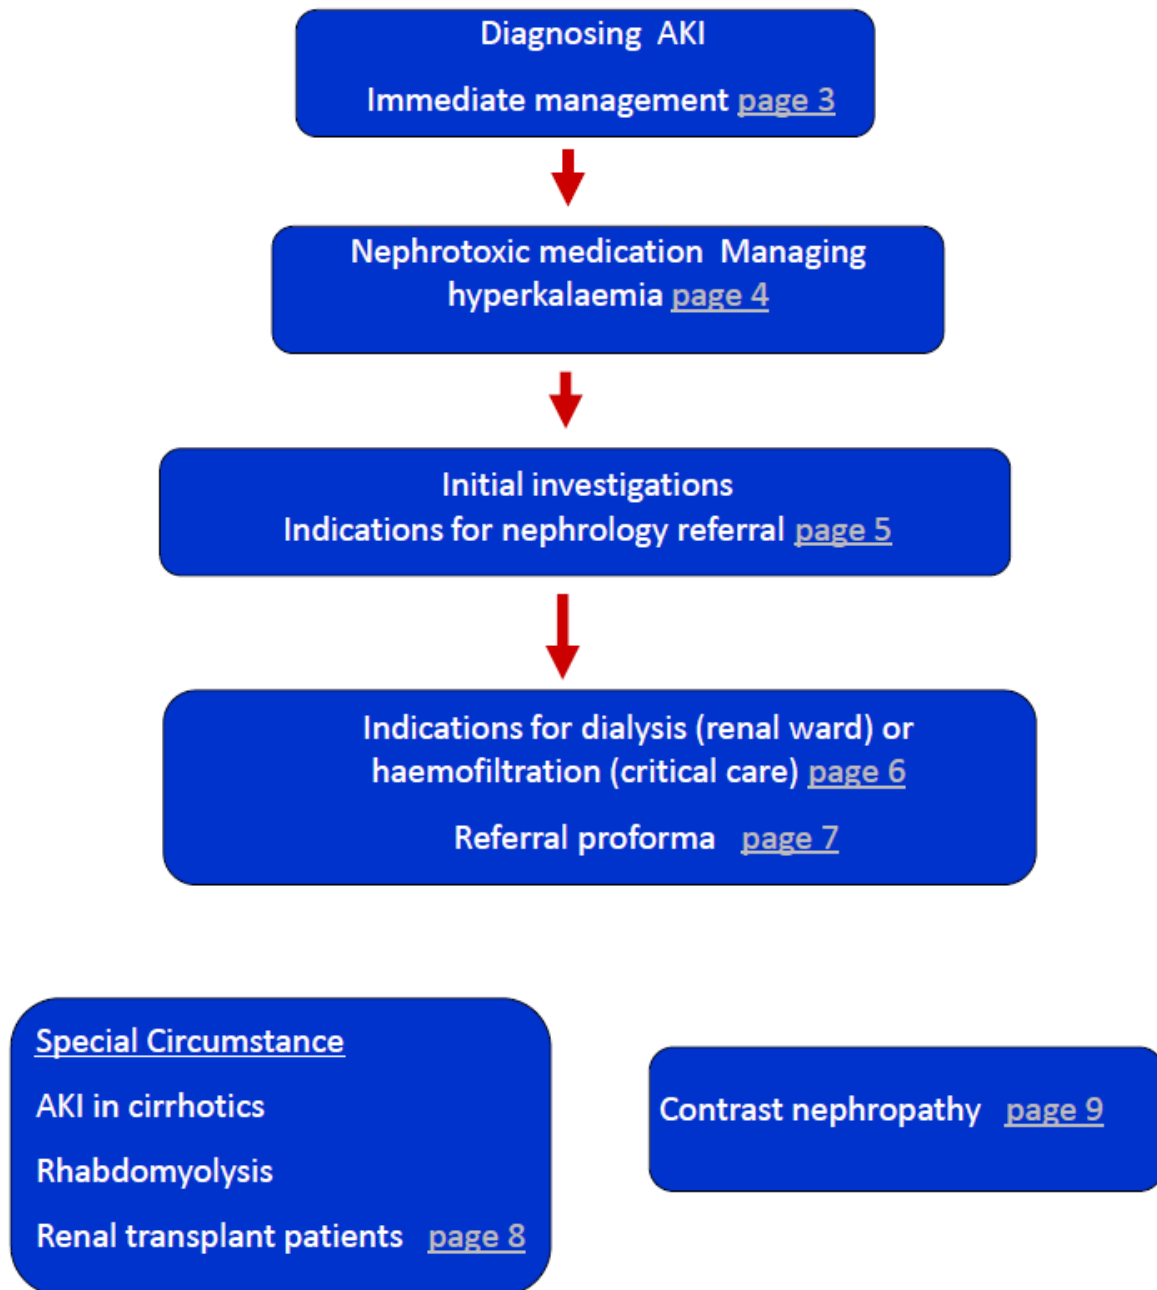 Diagnosing AKI
Immediate management page 3
Nephrotoxic medication Managing
hyperkalaemia page 4
Initial investigations
Indications for nephrology referral page 5
Indications for dialysis (renal ward) or
haemofiltration (critical care) page 6
Referral proforma page 7
Special Circumstance
AKI in cirrhotics
Rhabdomyolysis
Renal transplant patients page 8
Contrast nephropathy page 9